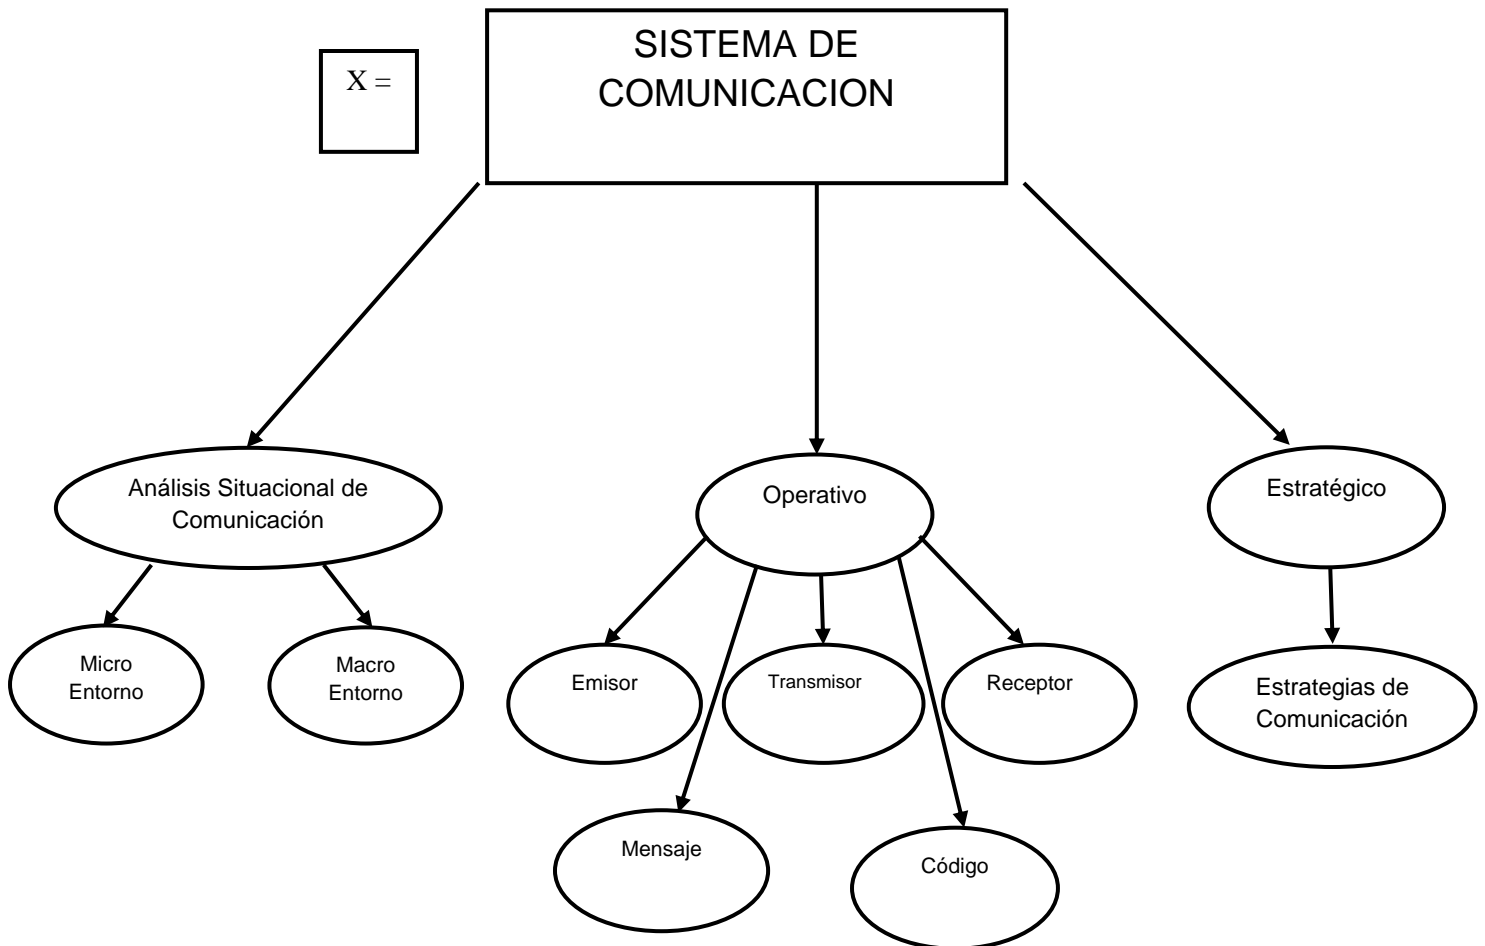 X =
SISTEMA DE
COMUNICACION
Análisis Situacional de
Comunicación
Operativo
Estratégico
Micro
Entorno
Macro
Entorno
Emisor
Transmisor
Receptor
Estrategias de
Comunicación
Mensaje
Código